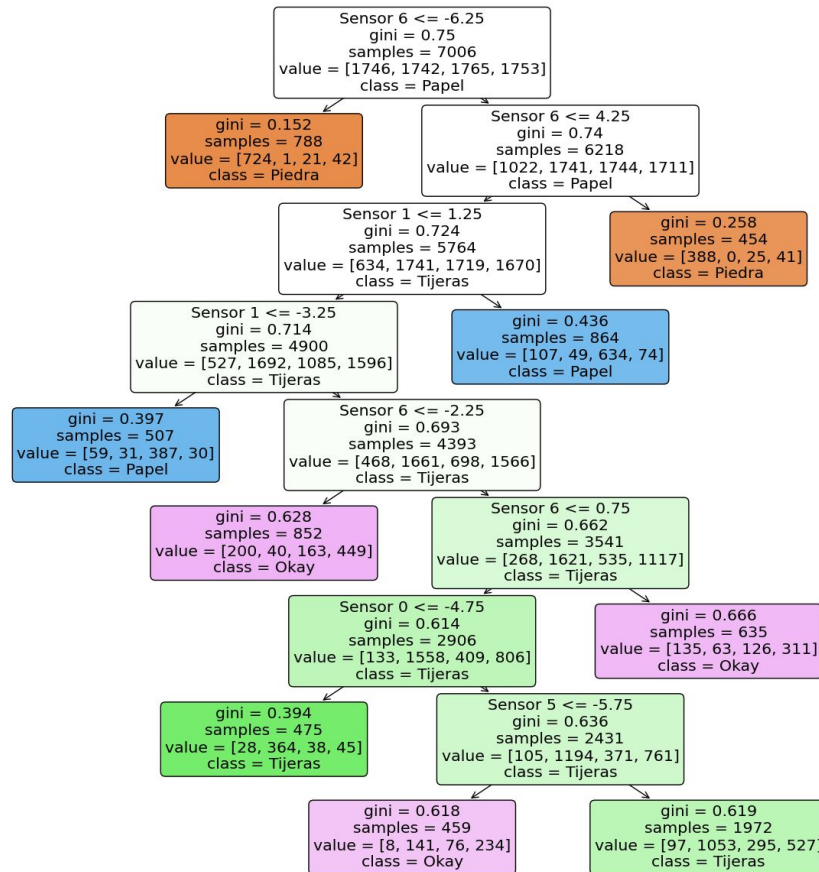 Sensor 6 <= -6.25
gini = 0.75
samples = 7006
value = [1746, 1742, 1765, 1753]
class = Papel
gini = 0.152
samples = 788
value = [724, 1, 21, 42]
class = Piedra
Sensor 6 <= 4.25
gini = 0.74
samples = 6218
value = [1022, 1741, 1744, 1711]
class = Papel
Sensor 1 <= 1.25
gini = 0.724
samples = 5764
value = [634, 1741, 1719, 1670]
class = Tijeras
gini = 0.258
samples = 454
value = [388, 0, 25, 41]
class = Piedra
Sensor 1 <= -3.25
gini = 0.714
samples = 4900
value = [527, 1692, 1085, 1596]
class = Tijeras
gini = 0.436
samples = 864
value = [107, 49, 634, 74]
class = Papel
gini = 0.397
samples = 507
value = [59, 31, 387, 30]
class = Papel
Sensor 6 <= -2.25
gini = 0.693
samples = 4393
value = [468, 1661, 698, 1566]
class = Tijeras
gini = 0.628
samples = 852
value = [200, 40, 163, 449]
class = Okay
Sensor 6 <= 0.75
gini = 0.662
samples = 3541
value = [268, 1621, 535, 1117]
class = Tijeras
Sensor 0 <= -4.75
gini = 0.614
samples = 2906
value = [133, 1558, 409, 806]
class = Tijeras
gini = 0.666
samples = 635
value = [135, 63, 126, 311]
class = Okay
gini = 0.394
samples = 475
value = [28, 364, 38, 45]
class = Tijeras
Sensor 5 <= -5.75
gini = 0.636
samples = 2431
value = [105, 1194, 371, 761]
class = Tijeras
gini = 0.618
samples = 459
value = [8, 141, 76, 234]
class = Okay
gini = 0.619
samples = 1972
value = [97, 1053, 295, 527]
class = Tijeras